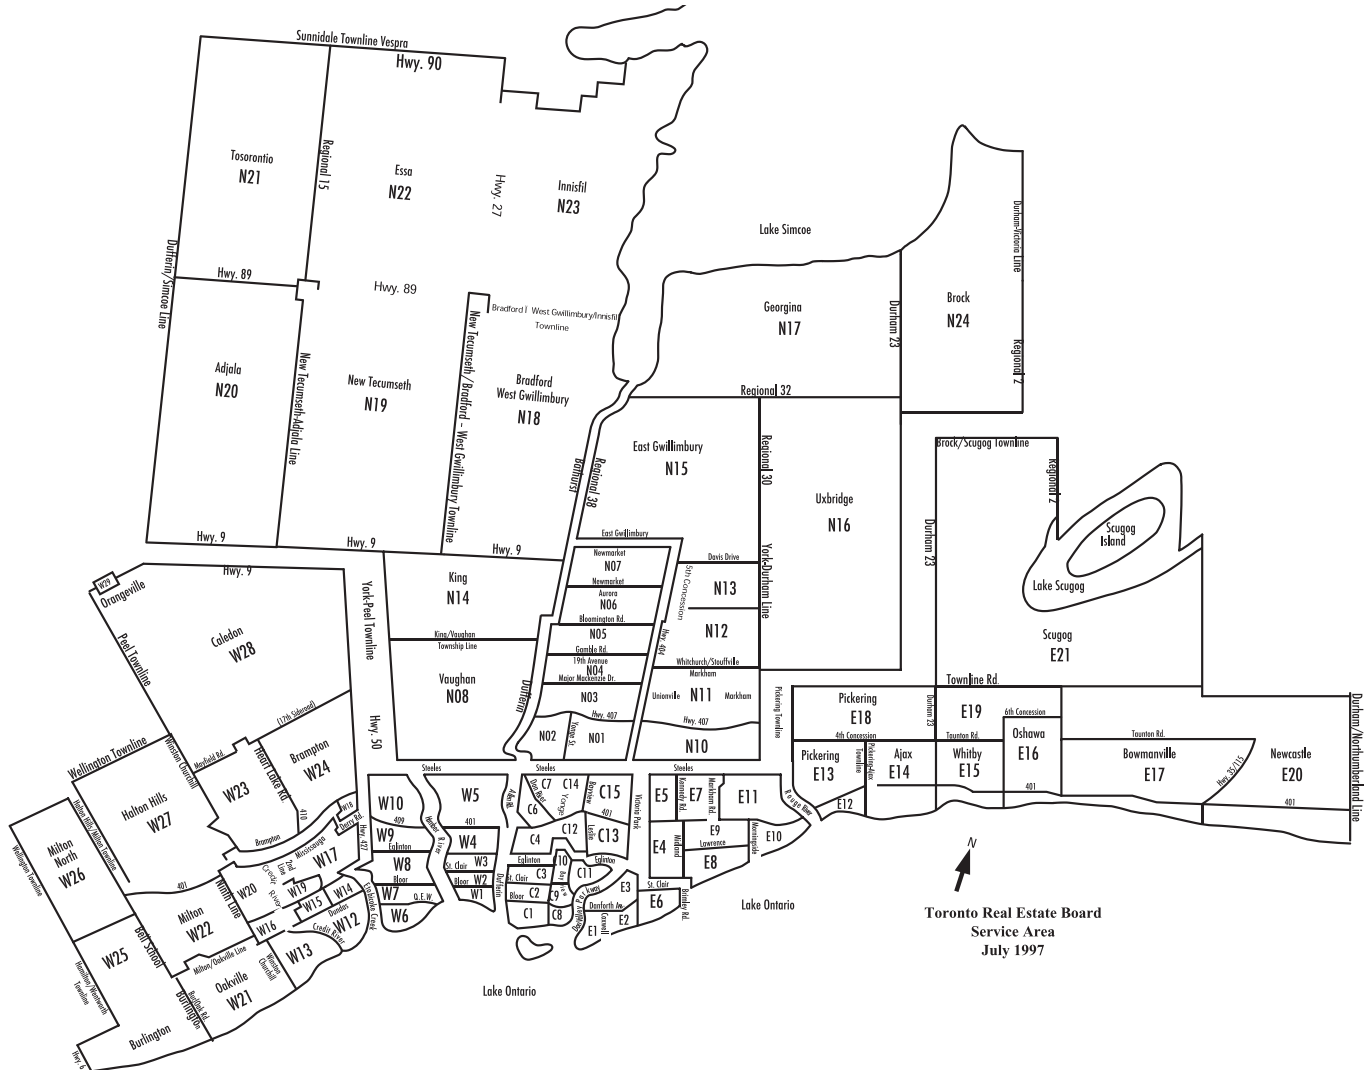 Sunnidale Townline Vespra
Hwy. 90
Tosorontio
N21
Regional 15
Essa
N22
Hwy. 27
Innisfil
N23
Lake Simcoe
Durham-Victoria Line
Dufferin/Simcoe Line
Hwy. 89
Hwy. 89
Bradford West Gwillimbury/Innisfil
Townline
Georgina
N17
Durham 23
Brock
N24
Regional 2
Adjala
N20
New Tecumseth-Adjala Line
New Tecumseth
N19
New Tecumseth/Bradford – West Gwillimbury Townline
Bradford
West Gwillimbury
N18
Regional 32
Bathurst
Regional 38
East Gwillimbury
N15
Regional 30
Uxbridge
N16
Brock/Scugog Townline
Regional 2
Scugog
Island
Lake Scugog
Durham 23
Scugog
E21
Hwy. 9
Hwy. 9
Hwy. 9
Hwy. 9
East Gwillimbury
Newmarket
N07
Newmarket
Aurora
N06
Bloomington Rd.
N05
Gamble Rd.
19th Avenue
N04
Major Mackenzie Dr.
N03
Hwy. 407
N02
Yonge St.
N01
Davis Drive
5th Concession
N13
York-Durham Line
N12
Hwy. 404
Whitchurch/Stouffville
Markham
Unionville
N11
Markham
Hwy. 407
N10
King
N14
King/Vaughan
Township Line
Vaughan
N08
Dufferin
York-Peel Townline
Hwy. 50
W29
Orangeville
Peel Townline
Caledon
W28
(17th Sideroad)
Wellington Townline
Winston Churchill
Mayfield Rd.
Heart Lake Rd.
Brampton
W24
W23
410
Halton Hills
W27
Halton Hills/Milton Townline
Milton
North
W26
Wellington Townline
Brampton
Mississauga
W18
Derry Rd.
Hwy. 427
W17
2nd Line
Credit River
W20
W19
W15
W14
Dundas
W12
Credit River
W16
W13
401
Ninth Line
Milton
W22
Bell School
W25
Hamilton/Wentworth
Townline
Milton/Oakville Line
Winston
Churchill
Oakville
W21
Burlington
Burlington
Hwy. 6
Pickering Townline
Townline Rd.
Pickering
E18
Durham 23
E19
6th Concession
Oshawa
E16
4th Concession
Taunton Rd.
Taunton Rd.
Pickering
E13
Pickering-Ajax
Townline
Ajax
E14
Whitby
E15
Bowmanville
E17
Hwy. 35/115
Newcastle
E20
Durham/Northumberland Line
E12
401
401
Rouge River
Steeles
Steeles
Steeles
W10
409
W9
Eglinton
W8
Bloor
W7
Q.E.W.
W6
Etobicoke Creek
Humber River
W5
401
W4
W3
St. Clair
W2
Bloor
W1
Dufferin
C7
C14
Don River
Yonge
C6
Bayview
C15
401
C4
C12
Leslie
C13
Victoria Park
Eglinton
C10
Eglinton
C3
St. Clair
Bayview
C11
C2
Bloor
C9
C1
C8
Don Valley Parkway
E3
Danforth Av.
E1
Coxwell
E2
St. Clair
E6
Brimley Rd.
E5
Kennedy Rd.
E7
Markham Rd.
E11
E4
Midland
E9
Lawrence
E8
Morningside
E10
Lake Ontario
Lake Ontario
N
Toronto Real Estate Board
Service Area
July 1997